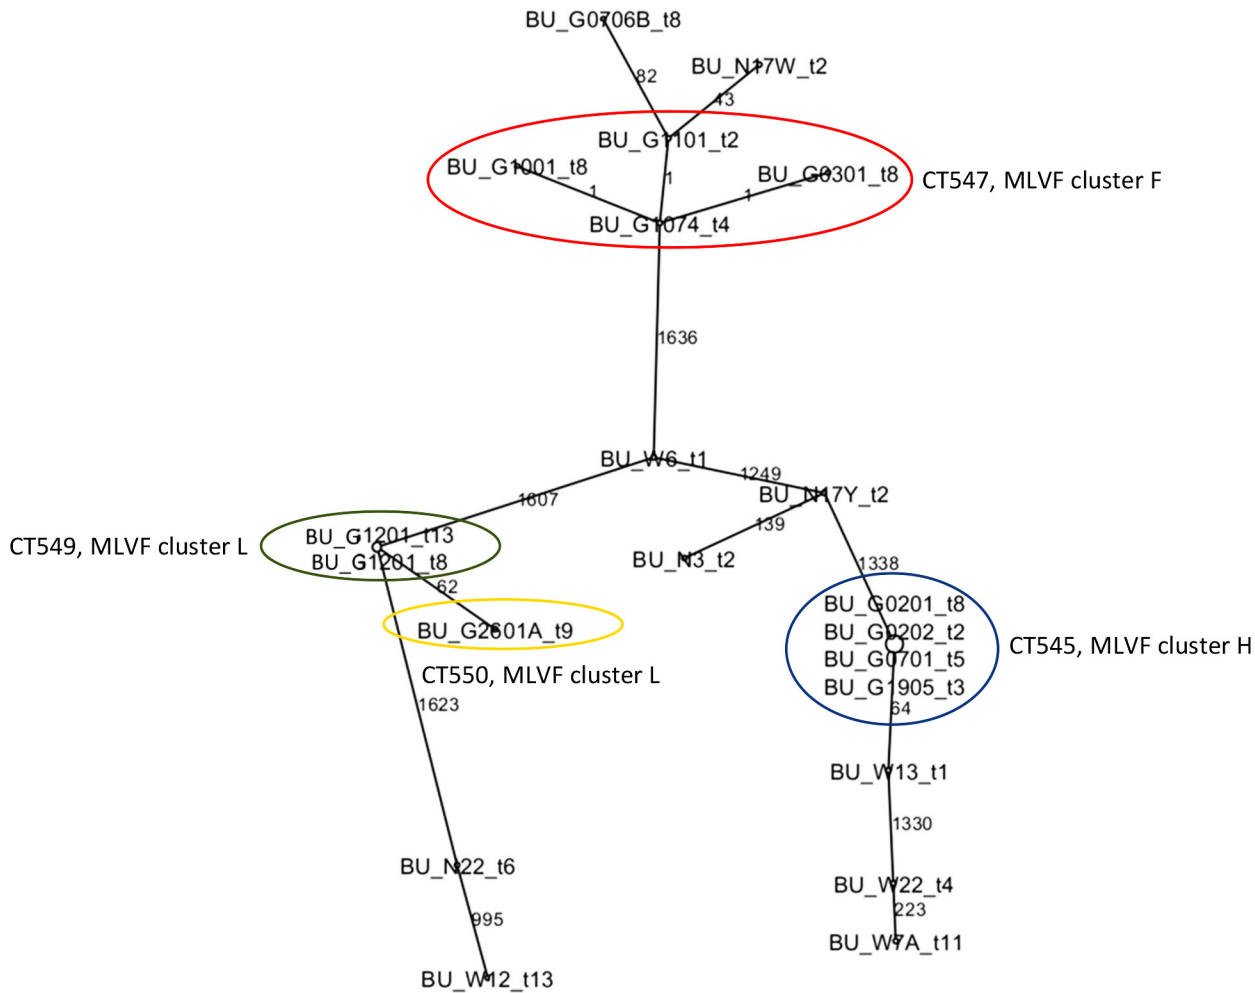 BU_G0706B_t8
BU_N17W_t2
82
43
BU_G1101_t2
BU_G1001_t8
BU_G0301_t8
CT547, MLVF cluster F
1
1
1
BU_G1074_t4
1636
BU_W6_t1
1249
BU_N17Y_t2
1607
139
BU_G1201_t13
CT549, MLVF cluster L
BU_G1201_t8
BU_N3_t2
1338
62
BU_G0201_t8
BU_G2601A_t9
BU_G0202_t2
CT545, MLVF cluster H
BU_G0701_t5
CT550, MLVF cluster L
BU_G1905_t3
1623
64
BU_W13_t1
1330
BU_N22_t6
BU_W22_t4
223
995
BU_W7A_t11
BU_W12_t13